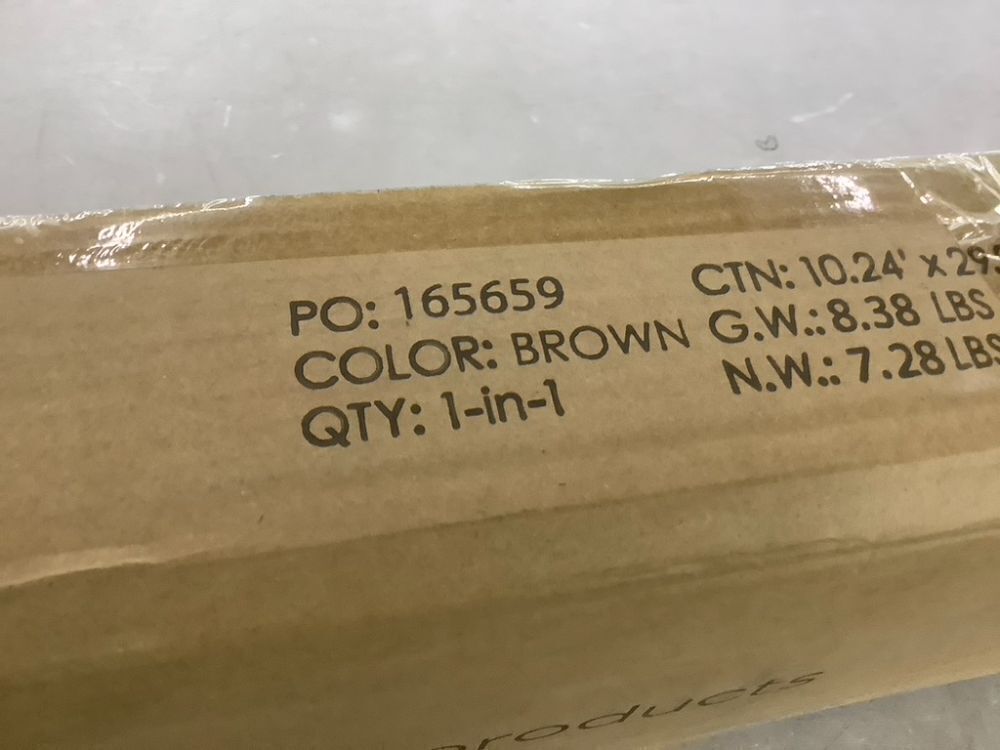 PO: 165659
COLOR: BROWN
QTY: 1-in-1
CTN: 10.24' x 29
G.W.: 8.38 LBS
N.W.: 7.28 LBS
products